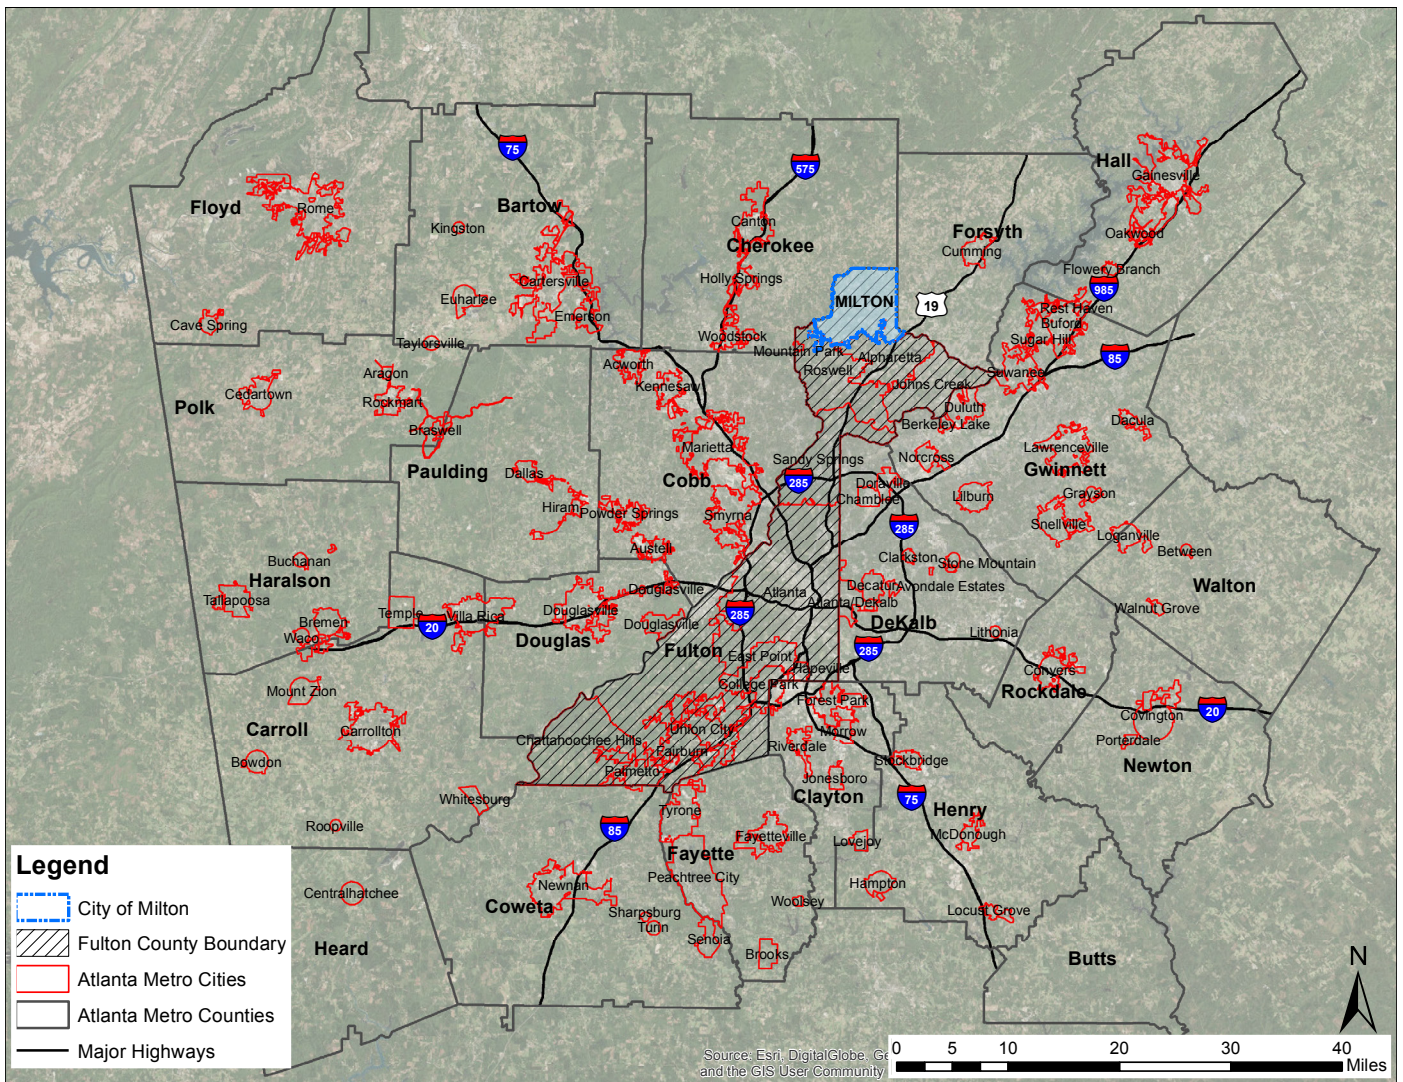 75
575
Hall
Gainesville
Floyd
Rome
Bartow
Kingston
Canton
Cherokee
Forsyth
Cumming
Oakwood
Flowery Branch
985
Holly Springs
Cartersville
Euharlee
Emerson
MILTON
19
Rest Haven
Buford
Sugar Hill
Cave Spring
Taylorsville
Woodstock
Mountain Park
Alpharetta
Roswell
85
Suwanee
Johns Creek
Acworth
Kennesaw
Aragon
Rockmart
Cedartown
Polk
Braswell
Duluth
Berkeley Lake
Dacula
Marietta
Lawrenceville
Gwinnett
Sandy Springs
Norcross
Paulding
Dallas
Cobb
285
Doraville
Chamblee
Lilburn
Grayson
Hiram
Powder Springs
Smyrna
285
Snellville
Loganville
Between
Austell
Buchanan
Haralson
Tallapoosa
Clarkston
Stone Mountain
Decatur
Avondale Estates
Walton
Douglasville
Atlanta
Atlanta/Dekalb
Walnut Grove
Temple
Villa Rica
Douglasville
285
Bremen
Waco
20
Douglas
Douglasville
DeKalb
Lithonia
Fulton
East Point
285
Hapeville
College Park
Conyers
Rockdale
Mount Zion
Carroll
Carrollton
Forest Park
Covington
20
Chattahoochee Hills
Union City
Morrow
Riverdale
Porterdale
Newton
Fairburn
Palmetto
Stockbridge
Bowdon
Jonesboro
Clayton
75
Henry
Whitesburg
Tyrone
Roopville
85
Fayetteville
Lovejoy
McDonough
Fayette
Peachtree City
Hampton
Centralhatchee
Newnan
Coweta
Woolsey
Locust Grove
Sharpsburg
Turin
Senoia
Brooks
Heard
Butts
Legend
City of Milton
Fulton County Boundary
Atlanta Metro Cities
Atlanta Metro Counties
Major Highways
N
0 5 10 20 30 40
Miles
Source: Esri, DigitalGlobe, Ge
and the GIS User Community